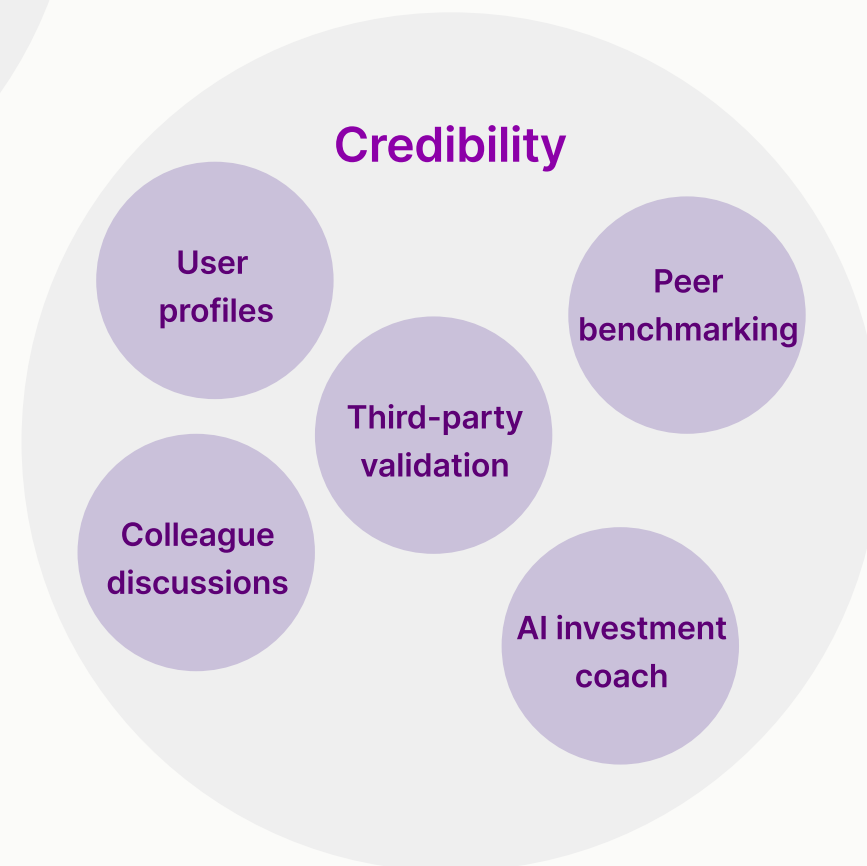 Credibility
User
profiles
Peer
benchmarking
Third-party
validation
Colleague
discussions
AI investment
coach